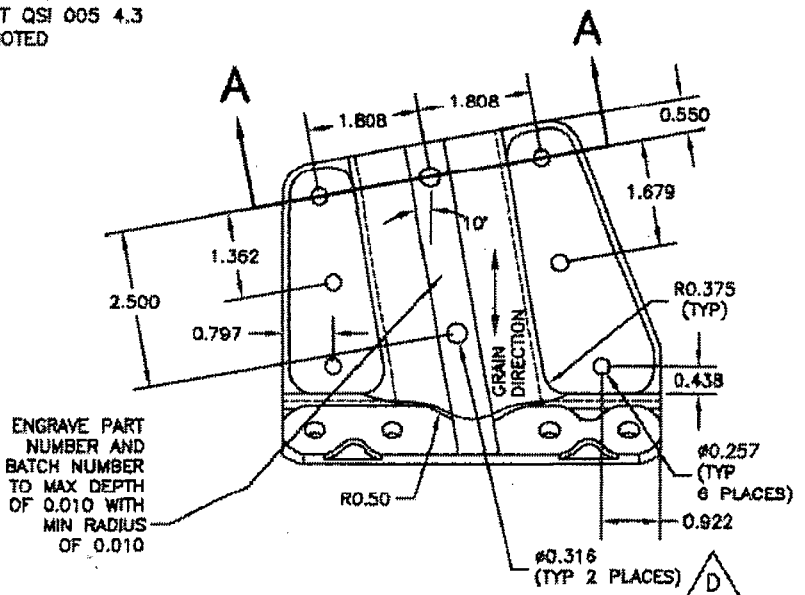 T QSI 005 4.3
OTED
A
A
1.808
1.808
0.550
1.679
1.362
10°
2.500
R0.375
(TYP)
0.797
GRAIN
DIRECTION
0.438
ENGRAVE PART
NUMBER AND
BATCH NUMBER
TO MAX DEPTH
OF 0.010 WITH
MIN RADIUS
OF 0.010
R0.50
ø0.257
(TYP
6 PLACES)
0.922
ø0.316
(TYP 2 PLACES)
D